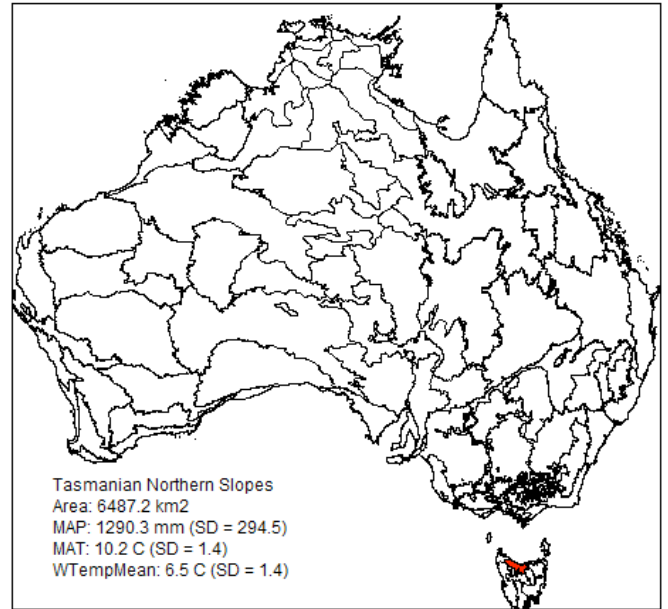 Tasmanian Northern Slopes
Area: 6487.2 km2
MAP: 1290.3 mm (SD = 294.5)
MAT: 10.2 C (SD = 1.4)
WTempMean: 6.5 C (SD = 1.4)